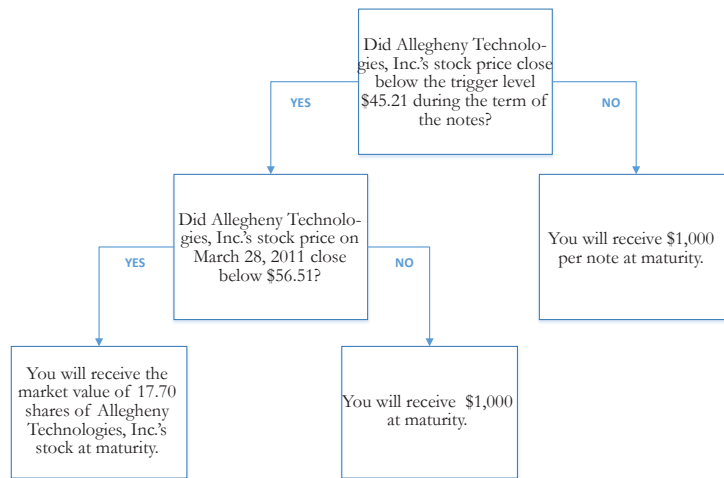 Did Allegheny Technolo-
gies, Inc.'s stock price close
below the trigger level
$45.21 during the term of
the notes?
YES
NO
Did Allegheny Technolo-
gies, Inc.'s stock price on
March 28, 2011 close
below $56.51?
You will receive $1,000
per note at maturity.
YES
NO
You will receive the
market value of 17.70
shares of Allegheny
Technologies, Inc.'s
stock at maturity.
You will receive $1,000
at maturity.